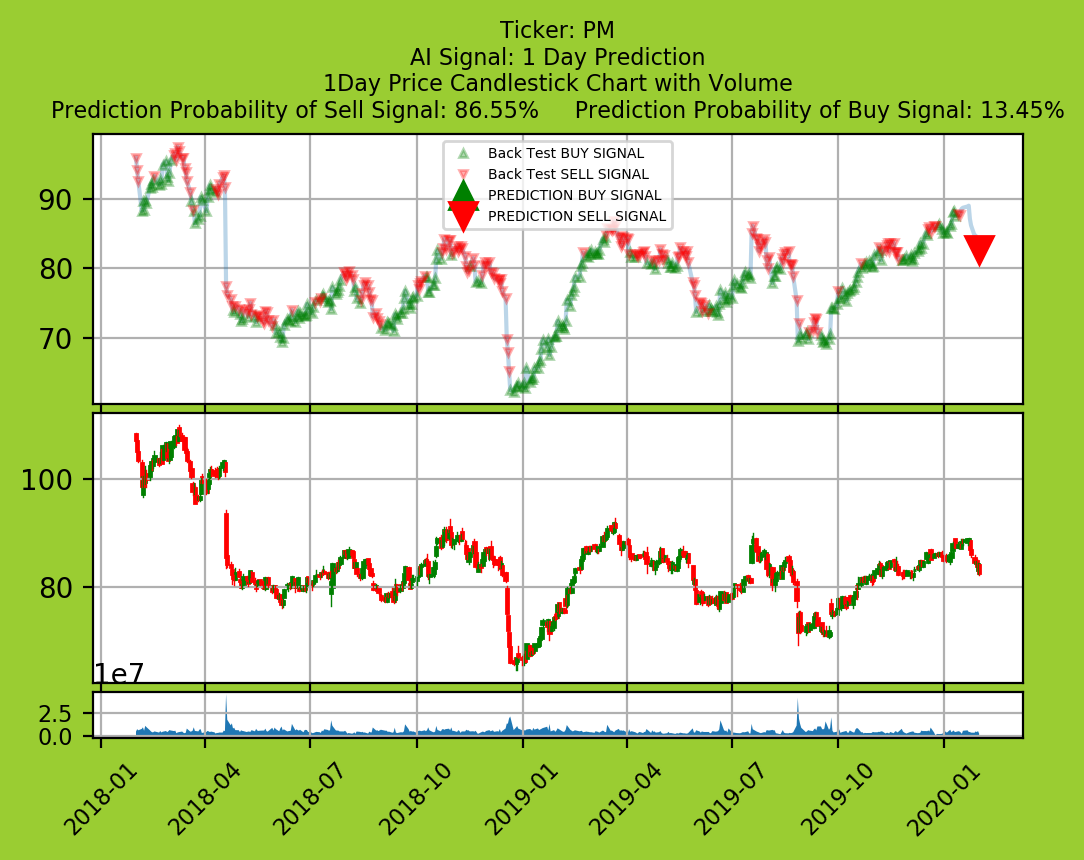 Ticker: PM
AI Signal: 1 Day Prediction
1Day Price Candlestick Chart with Volume
Prediction Probability of Sell Signal: 86.55%     Prediction Probability of Buy Signal: 13.45%
Back Test BUY SIGNAL
Back Test SELL SIGNAL
PREDICTION BUY SIGNAL
PREDICTION SELL SIGNAL
90
80
70
100
80
1e7
2.5
0.0
2018-01
2018-04
2018-07
2018-10
2019-01
2019-04
2019-07
2019-10
2020-01